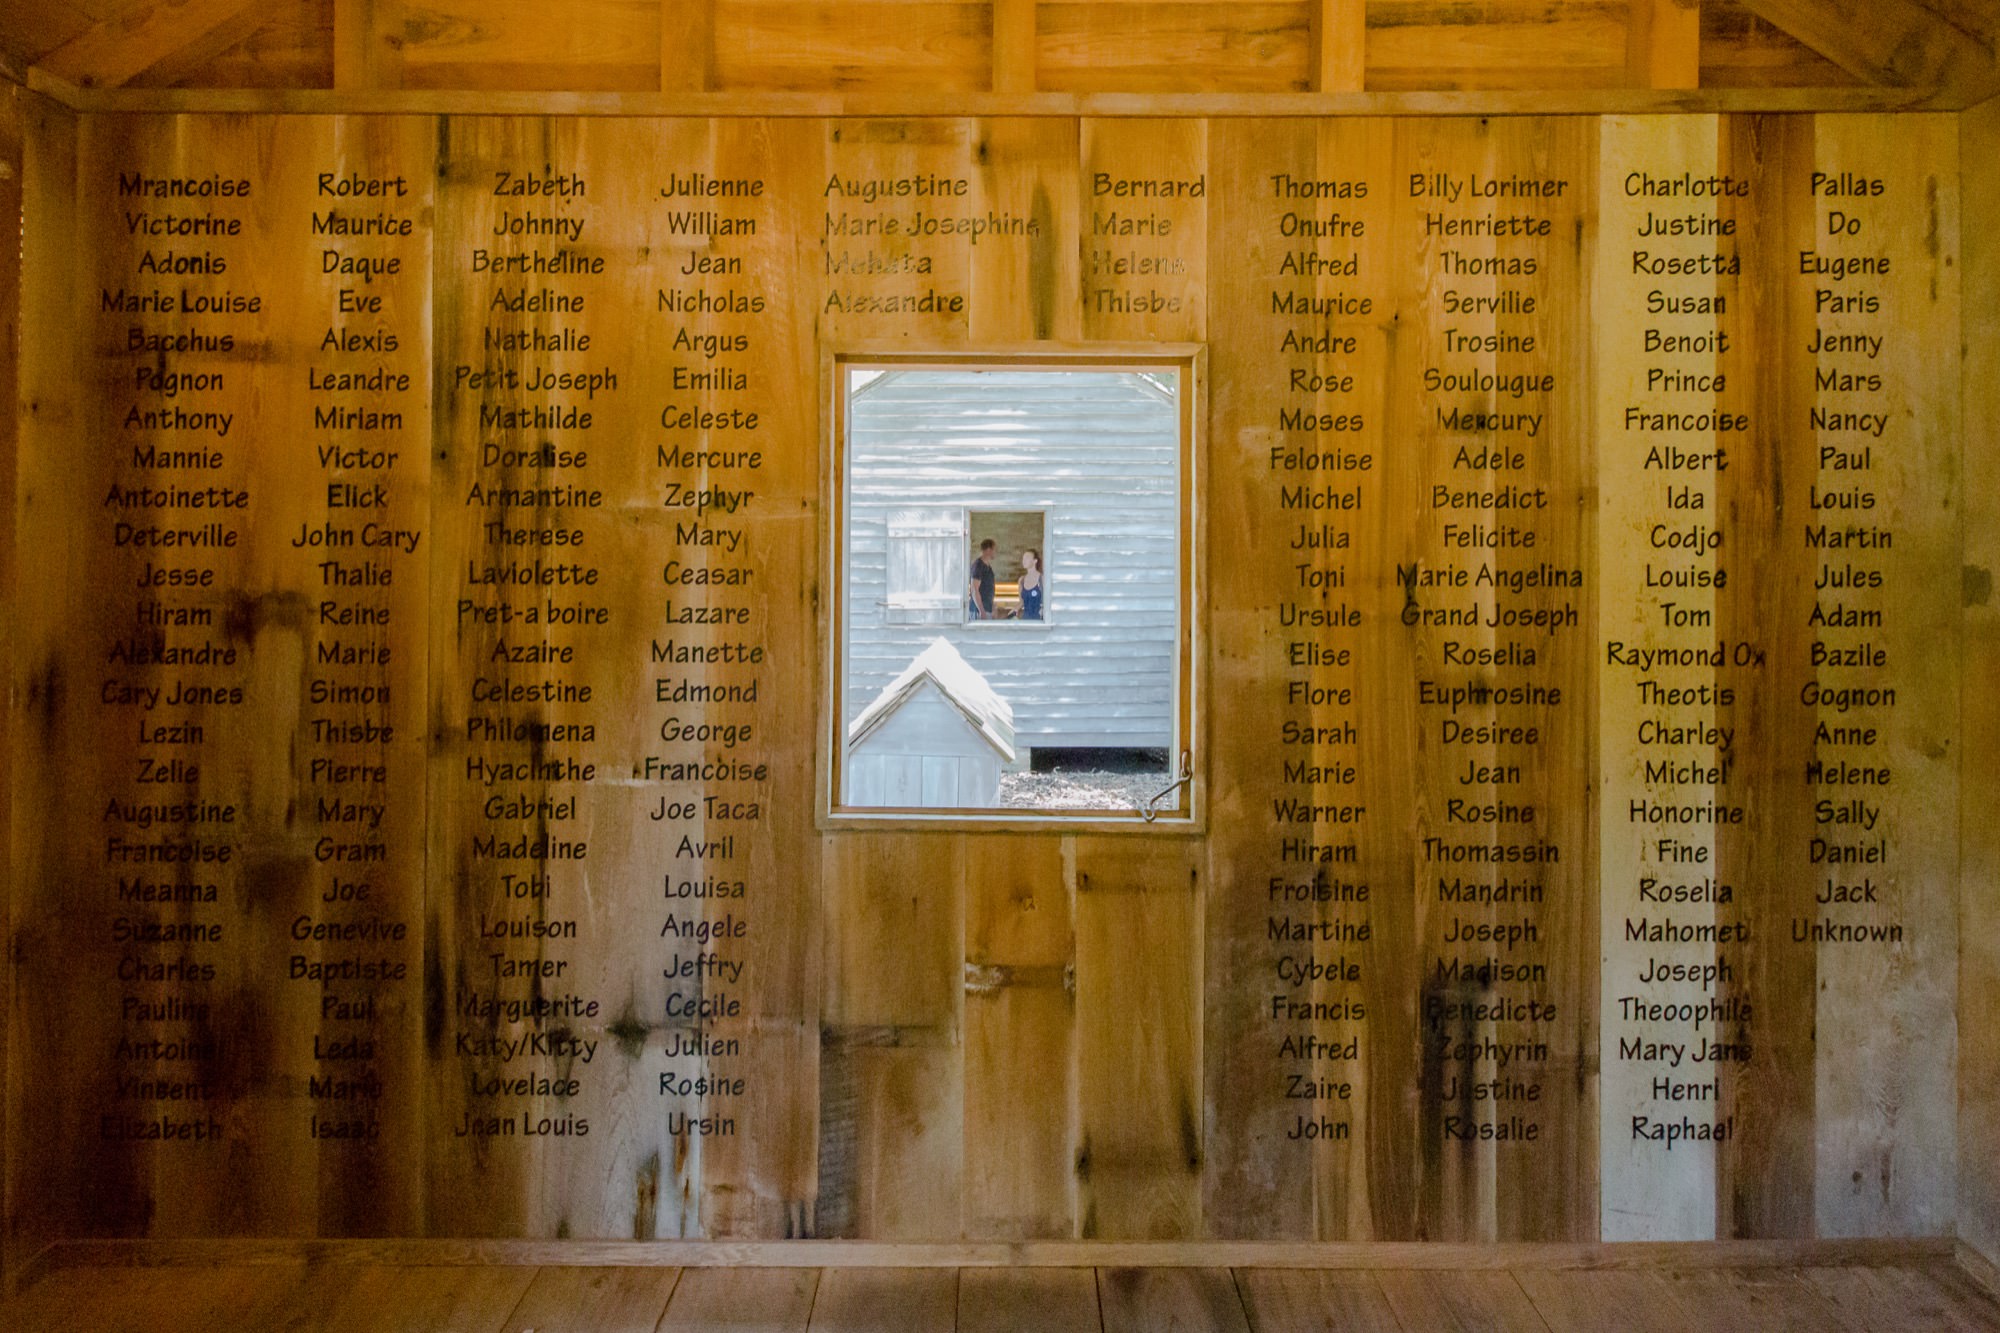 Mrancoise
Victorine
Adonis
Marie Louise
Bacchus
Pognon
Anthony
Mannie
Antoinette
Deterville
Jesse
Hiram
Alexandre
Cary Jones
Lezin
Zelie
Augustine
Francoise
Meanna
Suzanne
Charles
Pauline
Antoine
Vincent
Elizabeth
Robert
Maurice
Daque
Eve
Alexis
Leandre
Miriam
Victor
Elick
John Cary
Thalie
Reine
Marie
Simon
Thisbe
Pierre
Mary
Gram
Joe
Genevive
Baptiste
Paul
Leda
Marie
Isaac
Zabeth
Johnny
Bertheline
Adeline
Nathalie
Petit Joseph
Mathilde
Doralise
Armantine
Therese
Laviolette
Pret-a boire
Azaire
Celestine
Philomena
Hyacinthe
Gabriel
Madeline
Tobi
Louison
Tamer
Marguerite
Katy/Kitty
Lovelace
Jean Louis
Julienne
William
Jean
Nicholas
Argus
Emilia
Celeste
Mercure
Zephyr
Mary
Ceasar
Lazare
Manette
Edmond
George
Francoise
Joe Taca
Avril
Louisa
Angele
Jeffry
Cecile
Julien
Rosine
Ursin
Augustine
Marie Josephine
Alexandre
Bernard
Marie
Helene
Thisbe
Thomas
Onufre
Alfred
Maurice
Andre
Rose
Moses
Felonise
Michel
Julia
Toni
Ursule
Elise
Flore
Sarah
Marie
Warner
Hiram
Froisine
Martine
Cybele
Francis
Alfred
Zaire
John
Billy Lorimer
Henriette
Thomas
Servilie
Trosine
Soulougue
Mercury
Adele
Benedict
Felicite
Marie Angelina
Grand Joseph
Roselia
Euphrosine
Desiree
Jean
Rosine
Thomassin
Mandrin
Joseph
Madison
Benedicte
Zephyrin
Justine
Rosalie
Charlotte
Justine
Rosetta
Susan
Benoit
Prince
Francoise
Albert
Ida
Codjo
Louise
Tom
Raymond Ox
Theotis
Charley
Michel
Honorine
Fine
Roselia
Mahomet
Joseph
Theoophile
Mary Jane
Henri
Raphael
Pallas
Do
Eugene
Paris
Jenny
Mars
Nancy
Paul
Louis
Martin
Jules
Adam
Bazile
Gognon
Anne
Helene
Sally
Daniel
Jack
Unknown